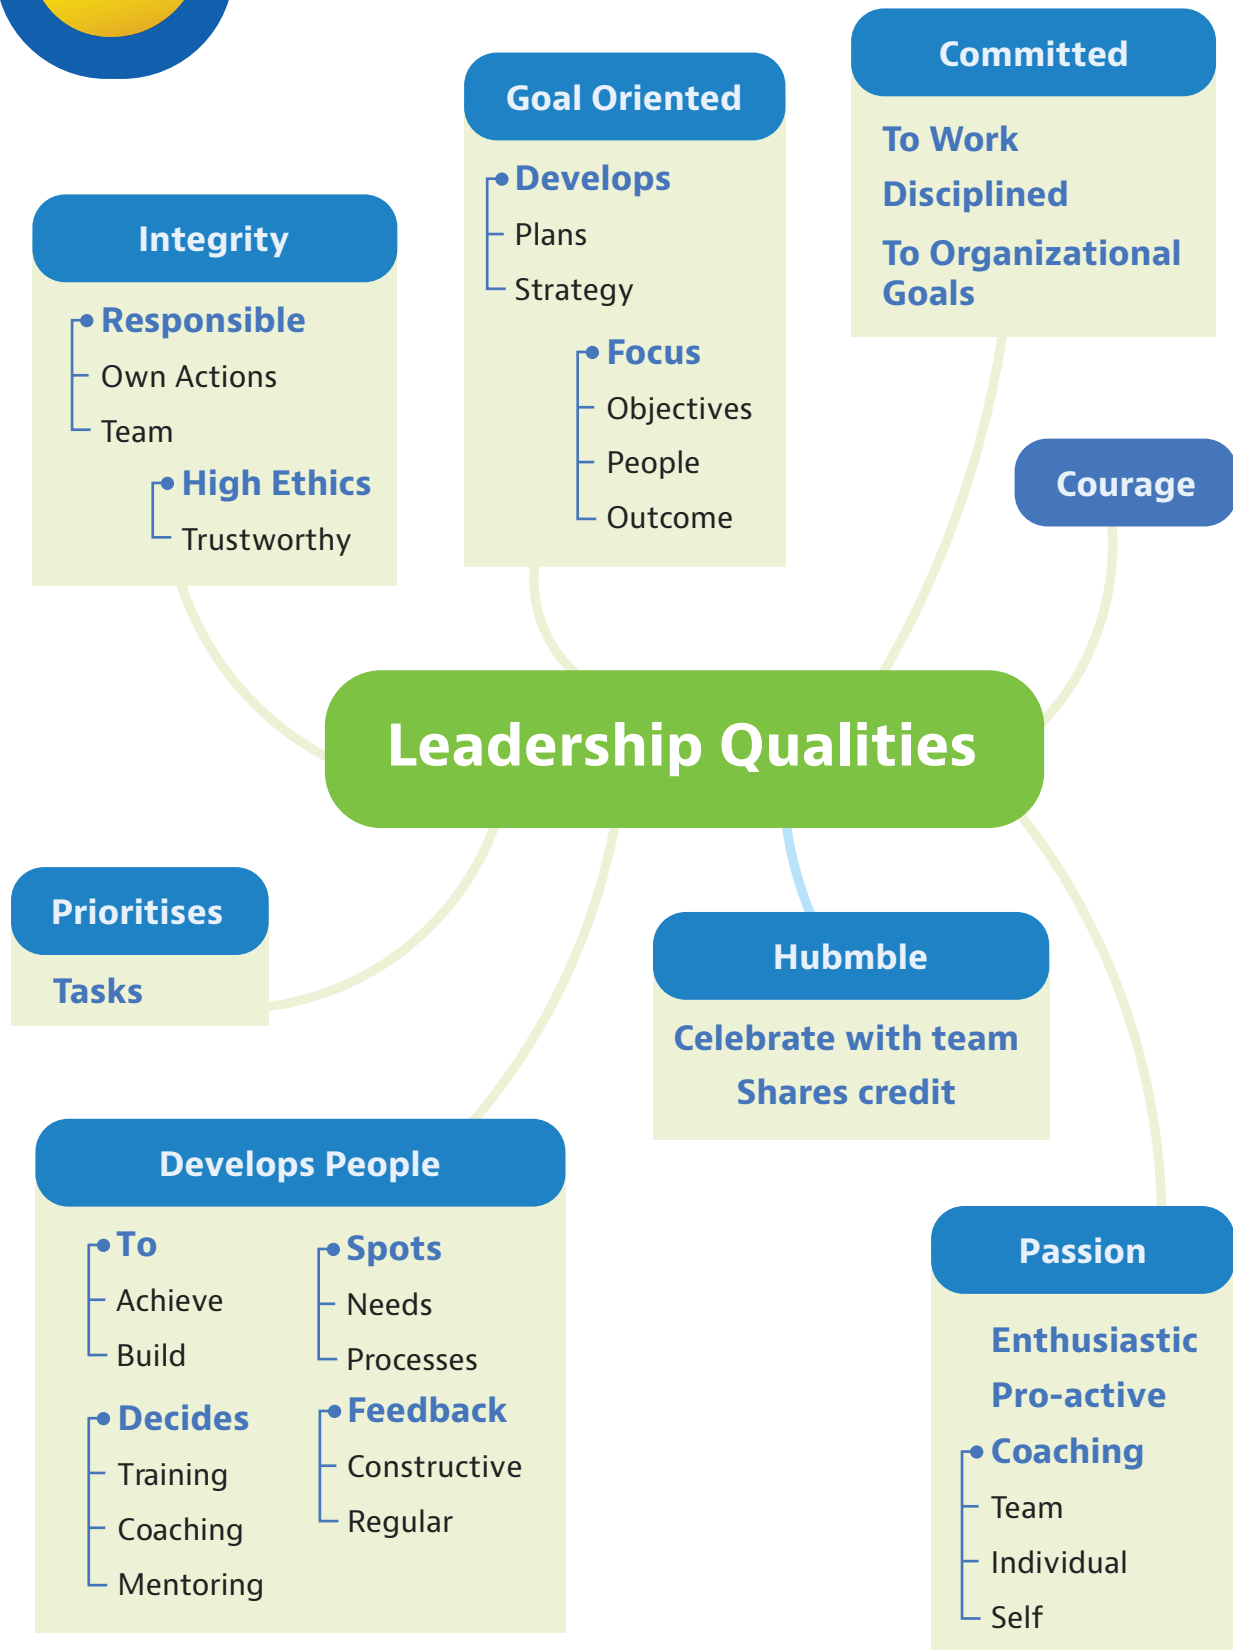 Committed
To Work
Disciplined
To Organizational
Goals
Goal Oriented
Develops
Plans
Strategy
Focus
Objectives
People
Outcome
Integrity
Responsible
Own Actions
Team
High Ethics
Trustworthy
Courage
Leadership Qualities
Prioritises
Tasks
Hubmble
Celebrate with team
Shares credit
Develops People
To
Achieve
Build
Decides
Training
Coaching
Mentoring
Spots
Needs
Processes
Feedback
Constructive
Regular
Passion
Enthusiastic
Pro-active
Coaching
Team
Individual
Self